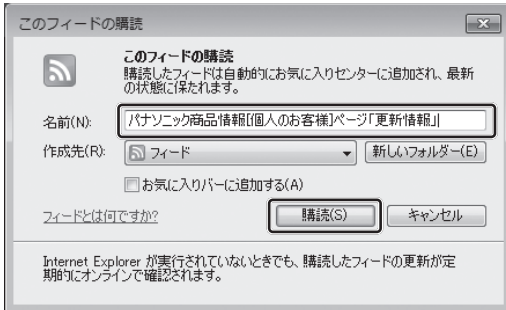 このフィードの購読
このフィードの購読
購読したフィードは自動的にお気に入りセンターに追加され、最新
の状態に保たれます。
名前(N):
パナソニック商品情報[個人のお客様]ページ「更新情報」
作成先(R):
フィード
新しいフォルダー(E)
お気に入りバーに追加する(A)
フィードとは何ですか?
購読(S)
キャンセル
Internet Explorer が実行されていないときでも、購読したフィードの更新が定
期的にオンラインで確認されます。